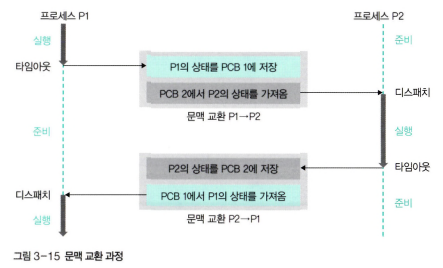 프로세스 P1
프로세스 P2
실행
준비
타임아웃
P1의 상태를 PCB 1에 저장
PCB 2에서 P2의 상태를 가져옴
디스패치
문맥 교환 P1→P2
준비
실행
P2의 상태를 PCB 2에 저장
타임아웃
디스패치
PCB 1에서 P1의 상태를 가져옴
준비
실행
문맥 교환 P2→P1
그림 3-15 문맥 교환 과정